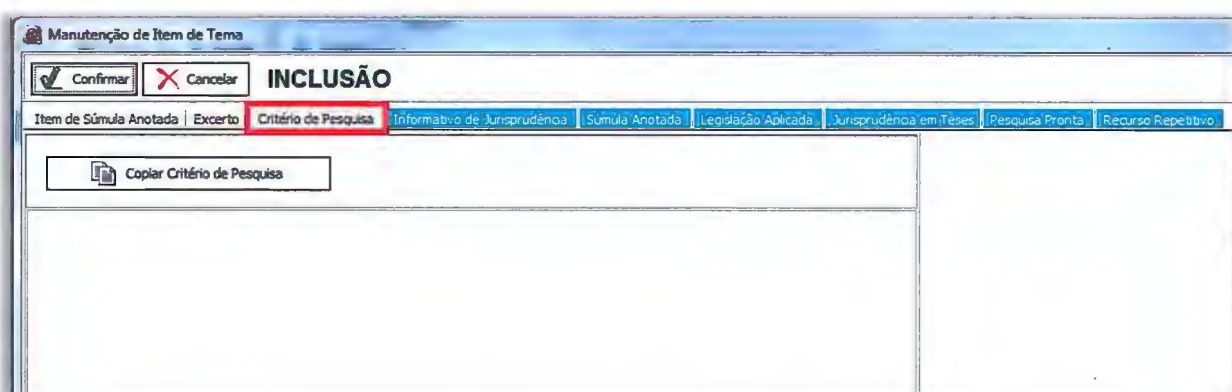 Manutenção de Item de Tema
Confirmar Cancelar INCLUSÃO
Item de Súmula Anotada Excerto Critério de Pesquisa Informativo de Jurisprudência Súmula Anotada Legislação Aplicada Jurisprudência em Teses Pesquisa Pronta Recurso Repetitivo
Copiar Critério de Pesquisa